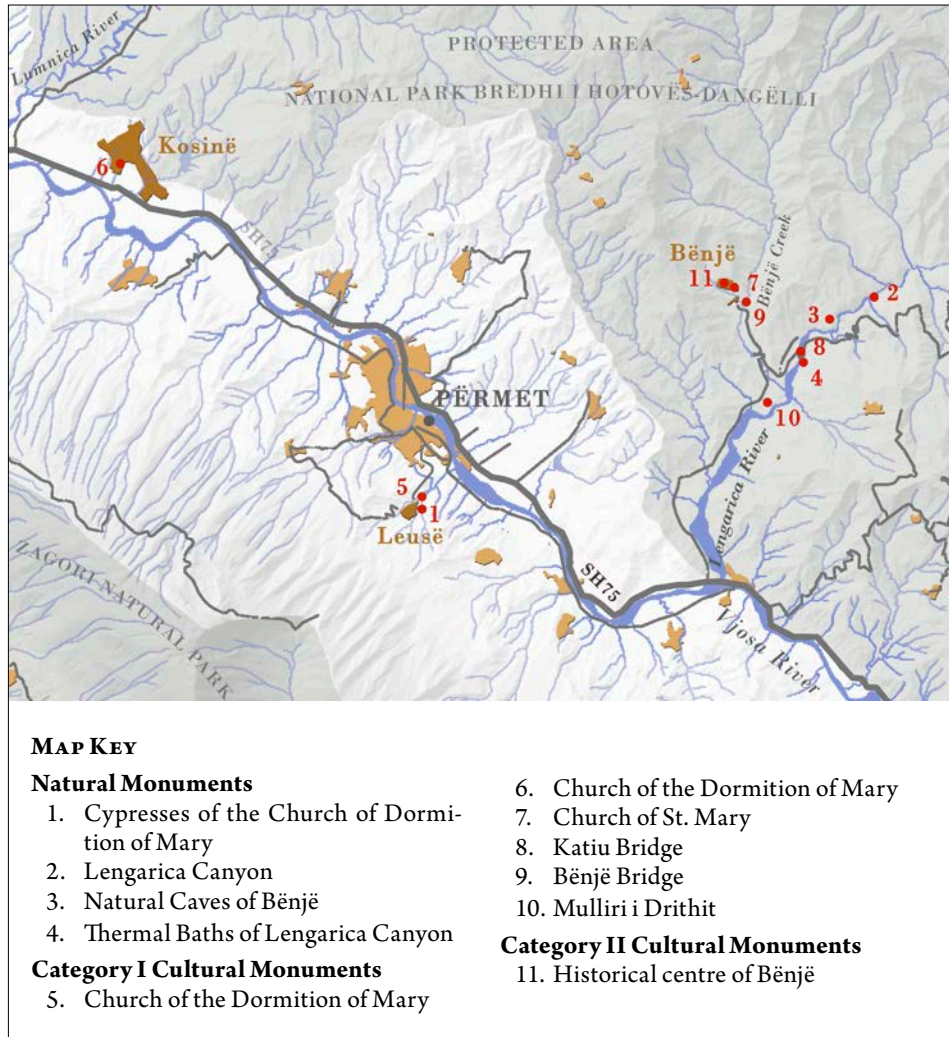 Lumnica River
PROTECTED AREA
NATIONAL PARK BREDHI I HOTOVËS-DANGËLLI
Kosinë
6
SH75
Bënjë
Bënjë Creek
11
7
9
2
3
8
4
10
PËRMET
Lengarica River
5
1
Leusë
SH75
ZAGORI NATURAL PARK
Vjosa River
MAP KEY
Natural Monuments
1. Cypresses of the Church of Dormi-
tion of Mary
2. Lengarica Canyon
3. Natural Caves of Bënjë
4. Thermal Baths of Lengarica Canyon
Category I Cultural Monuments
5. Church of the Dormition of Mary
6. Church of the Dormition of Mary
7. Church of St. Mary
8. Katiu Bridge
9. Bënjë Bridge
10. Mulliri i Drithit
Category II Cultural Monuments
11. Historical centre of Bënjë